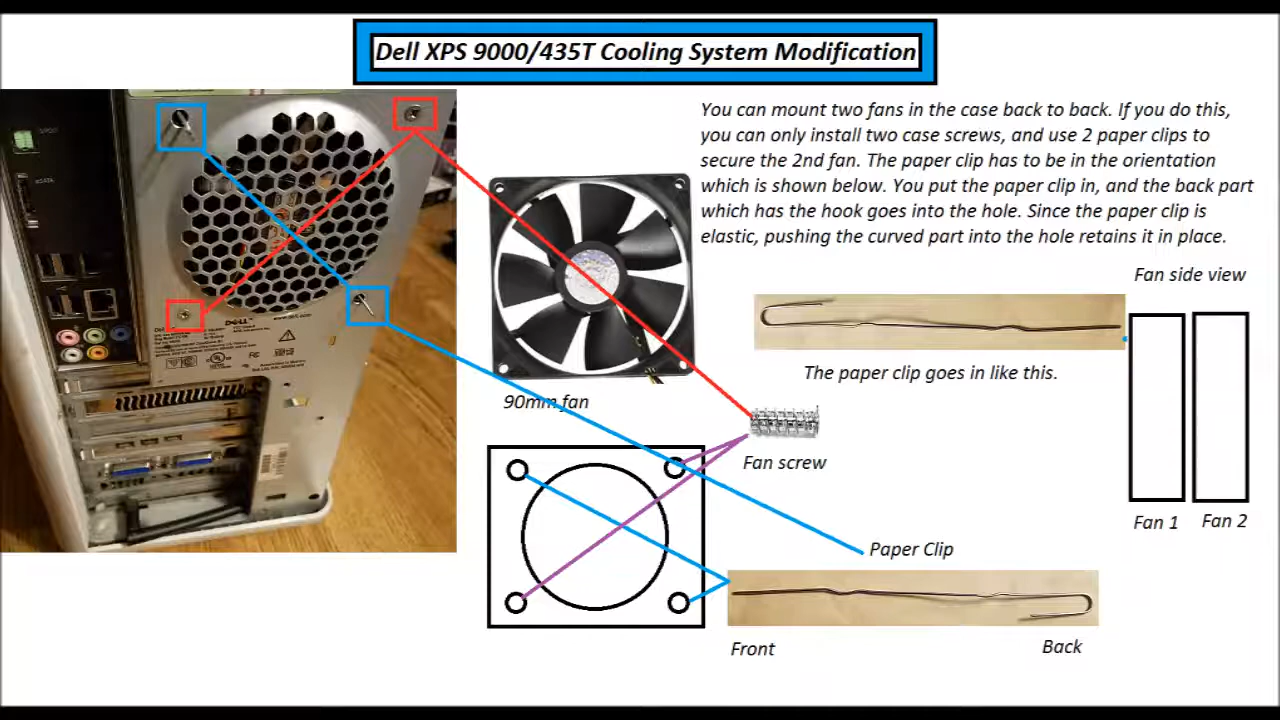 Dell XPS 9000/435T Cooling System Modification
You can mount two fans in the case back to back. If you do this,
you can only install two case screws, and use 2 paper clips to
secure the 2nd fan. The paper clip has to be in the orientation
which is shown below. You put the paper clip in, and the back part
which has the hook goes into the hole. Since the paper clip is
elastic, pushing the curved part into the hole retains it in place.
Fan side view
eSATA
DELL
The paper clip goes in like this.
90mm fan
Fan screw
Fan 1
Fan 2
Paper Clip
Front
Back